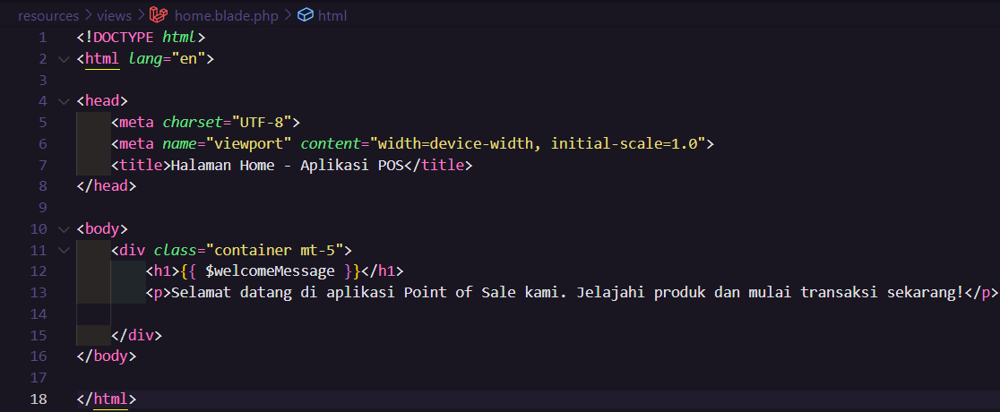 resources > views > home.blade.php > html
1 <!DOCTYPE html>
2 <html lang="en">
3
4 <head>
5     <meta charset="UTF-8">
6     <meta name="viewport" content="width=device-width, initial-scale=1.0">
7     <title>Halaman Home - Aplikasi POS</title>
8 </head>
9
10 <body>
11     <div class="container mt-5">
12         <h1>{{ $welcomeMessage }}</h1>
13         <p>Selamat datang di aplikasi Point of Sale kami. Jelajahi produk dan mulai transaksi sekarang!</p>
14
15     </div>
16 </body>
17
18 </html>